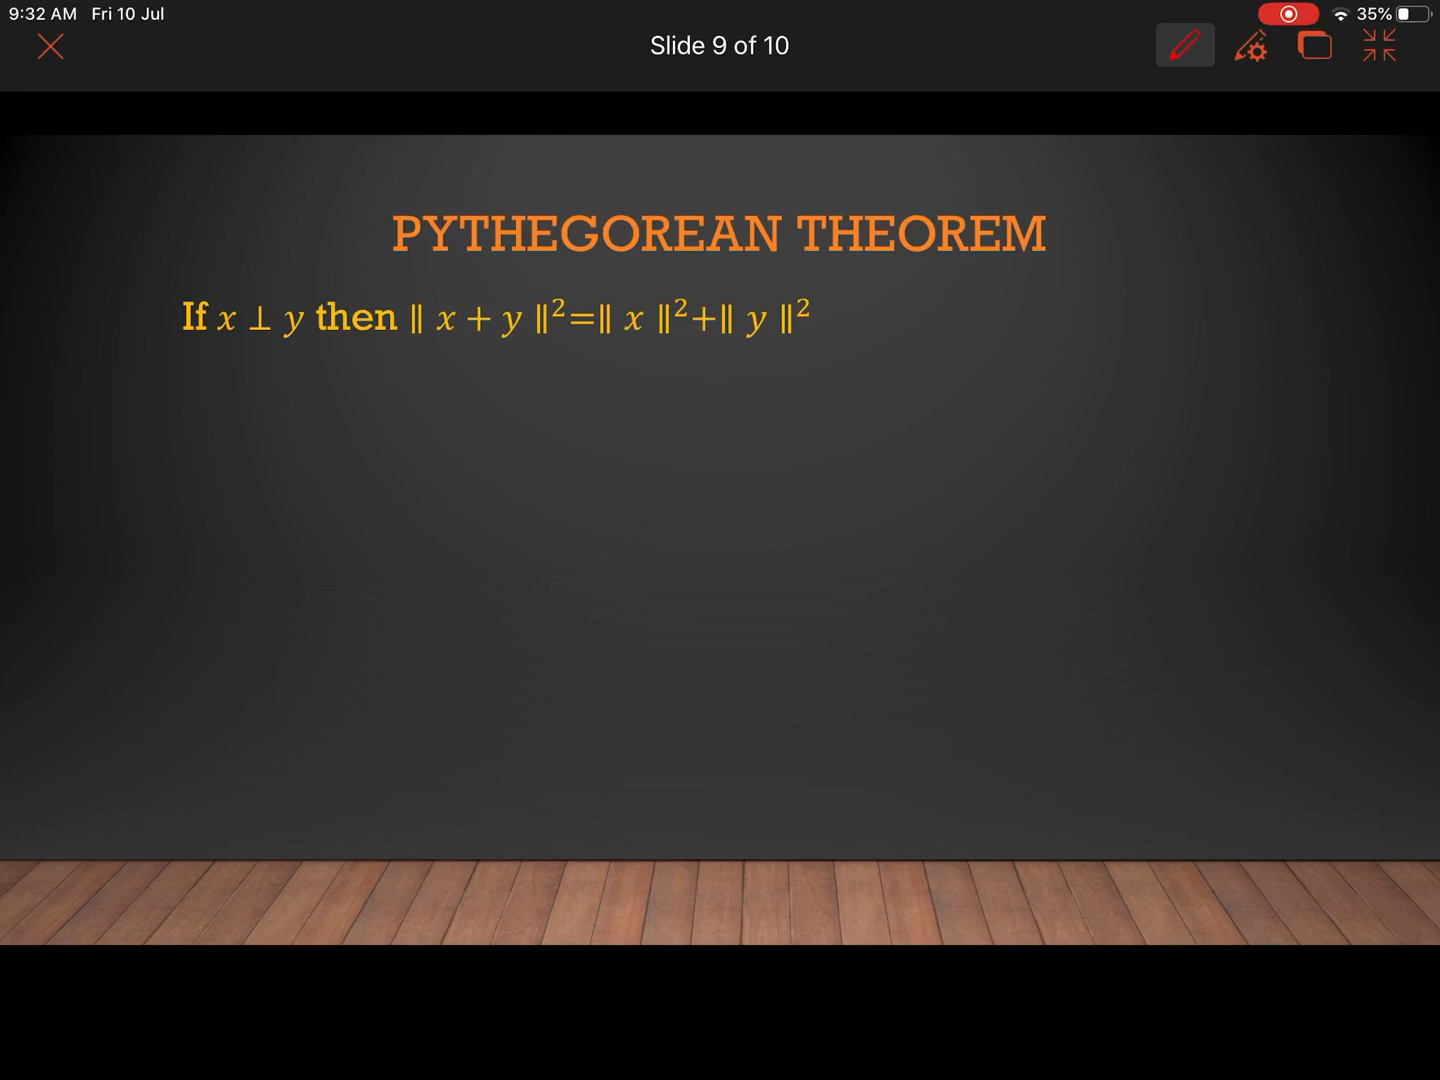 9:32 AM Fri 10 Jul
35%
Slide 9 of 10
PYTHEGOREAN THEOREM
If x ⊥ y then ‖ x + y ‖²=‖ x ‖²+‖ y ‖²